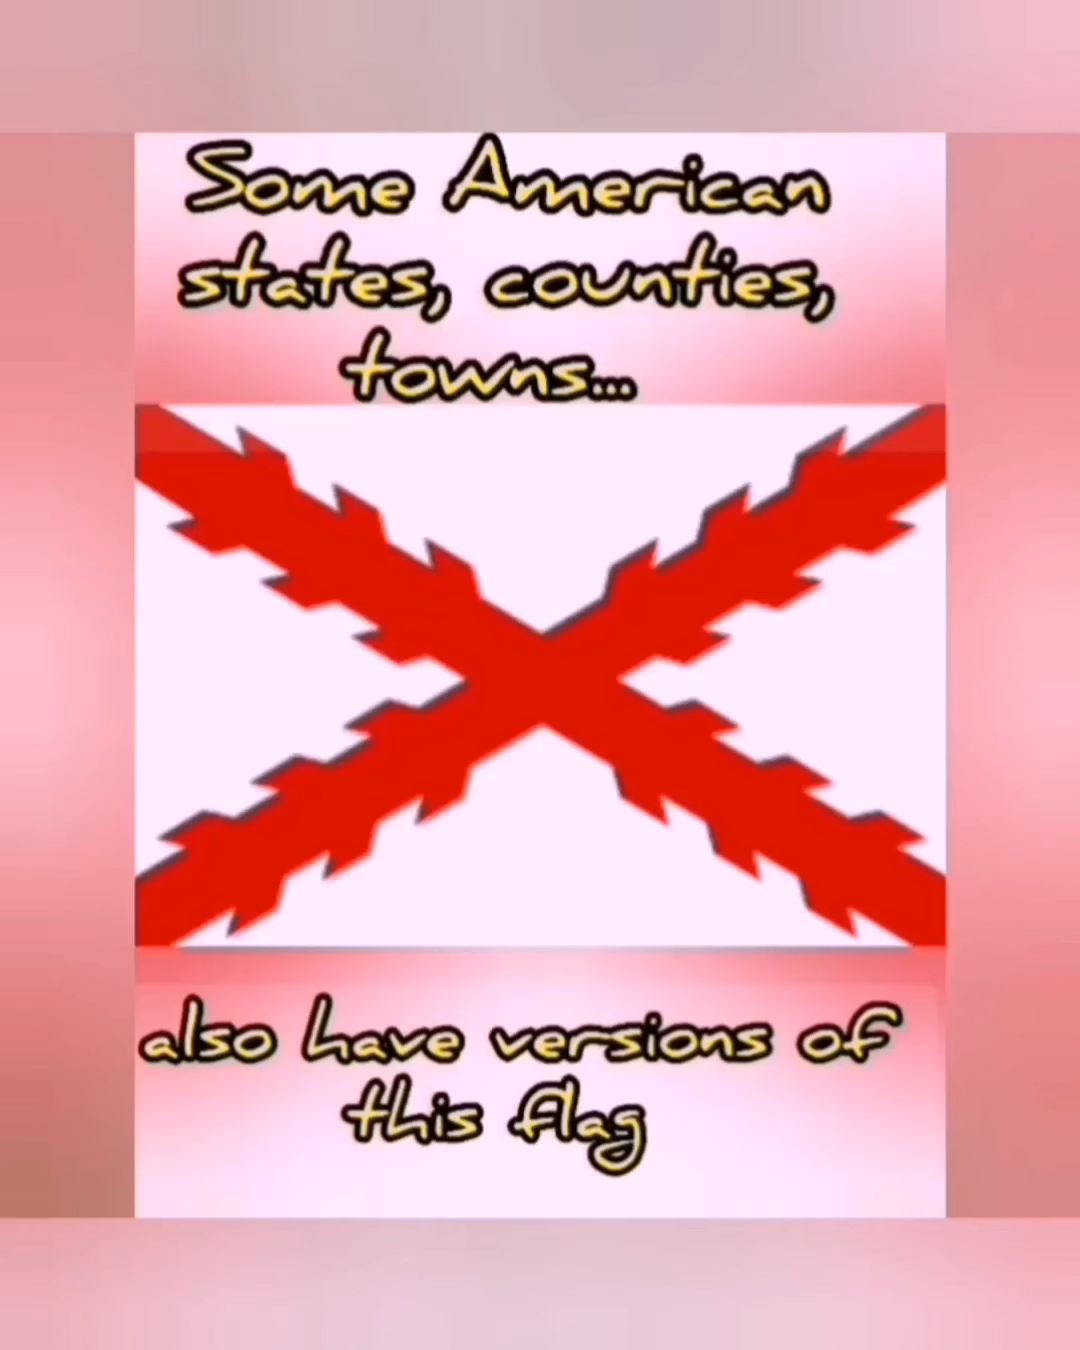 Some American
states, counties,
towns...
also have versions of
this flag